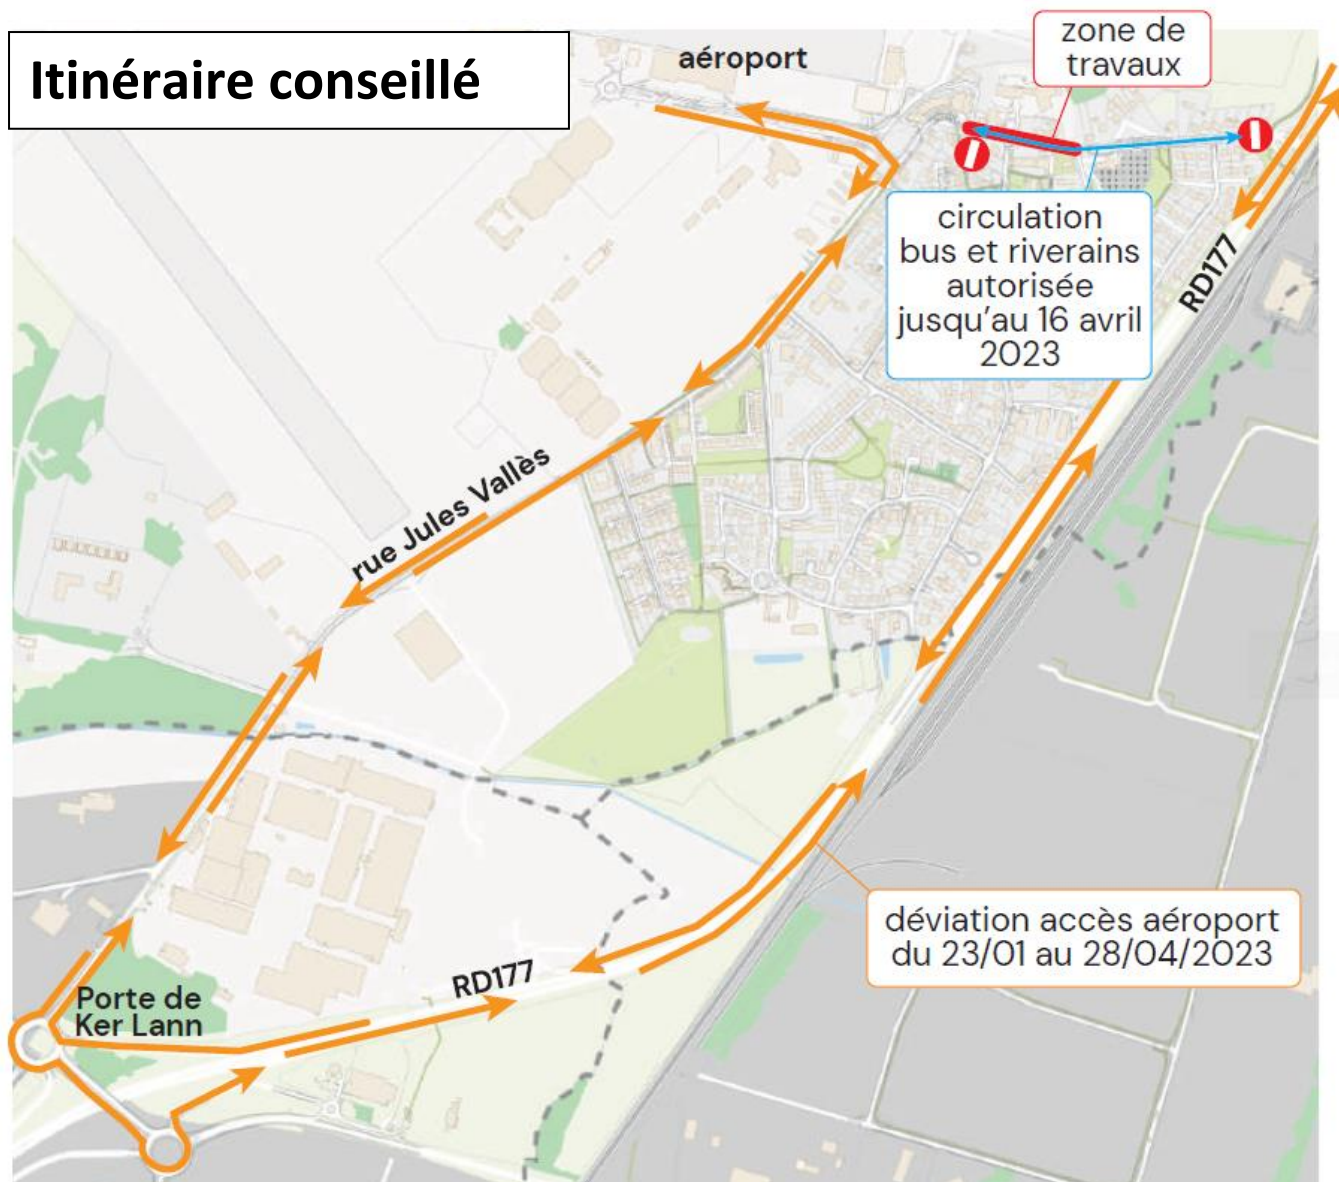 Itinéraire conseillé
aéroport
zone de
travaux
circulation
bus et riverains
autorisée
jusqu'au 16 avril
2023
RD177
rue Jules Vallès
déviation accès aéroport
du 23/01 au 28/04/2023
RD177
Porte de
Ker Lann